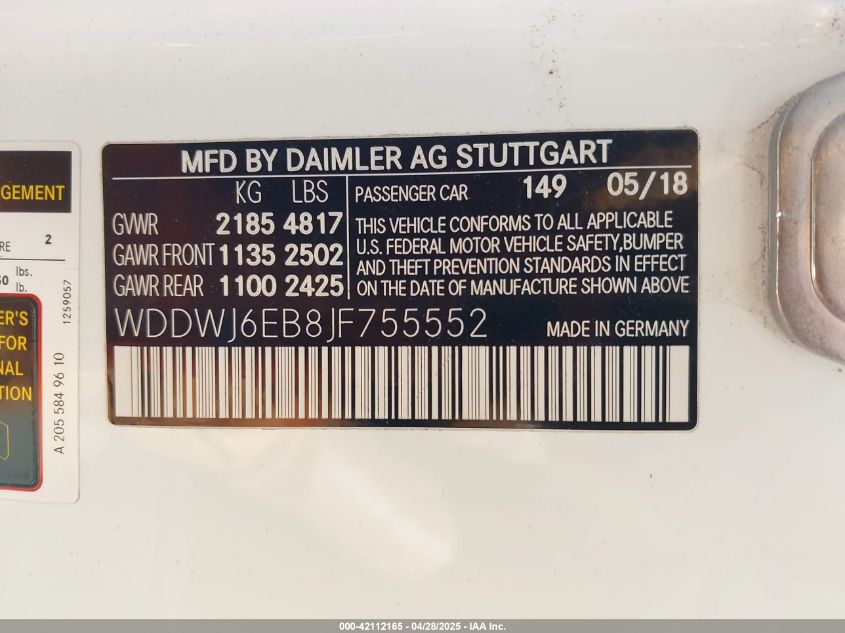 MFD BY DAIMLER AG STUTTGART
KG LBS
GVWR 2185 4817
GAWR FRONT 1135 2502
GAWR REAR 1100 2425
PASSENGER CAR 149 05/18
THIS VEHICLE CONFORMS TO ALL APPLICABLE
U.S. FEDERAL MOTOR VEHICLE SAFETY,BUMPER
AND THEFT PREVENTION STANDARDS IN EFFECT
ON THE DATE OF MANUFACTURE SHOWN ABOVE
WDDWJ6EB8JF755552 MADE IN GERMANY
2
lbs.
lb.
FOR
A 205 584 96 10
1259057
000-42112165 - 04/28/2025 - IAA Inc.